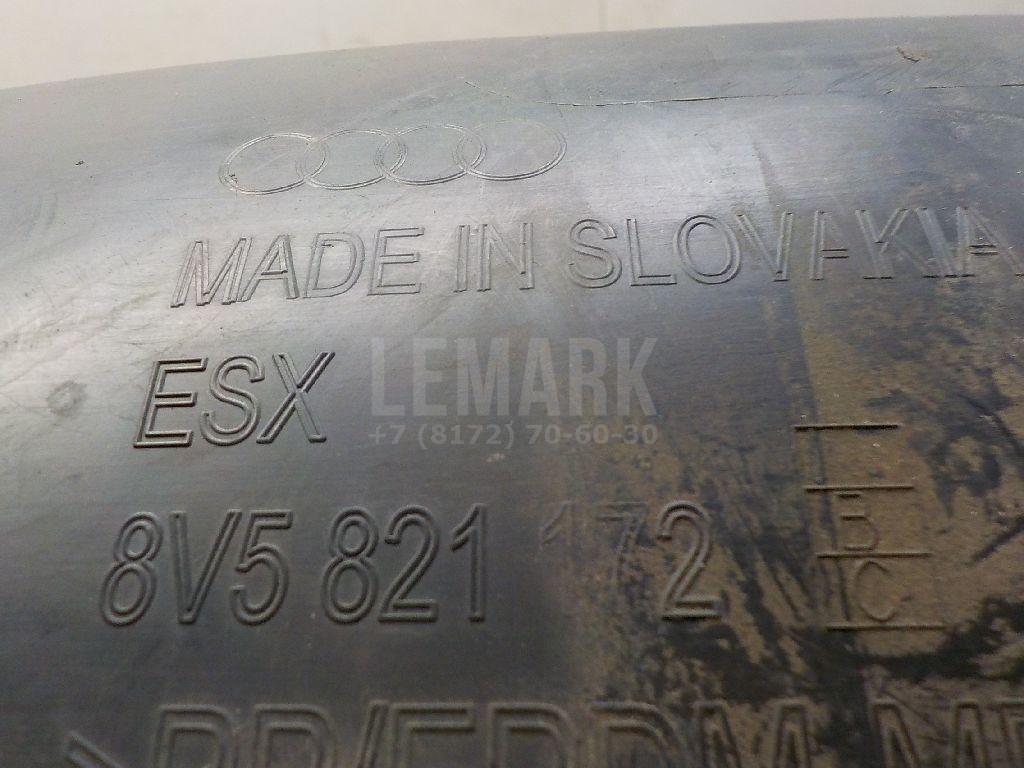 MADE IN SLOVAKIA
ESX
LEMARK
+7 (8172) 70-60-30
8V5 821 172
B
C